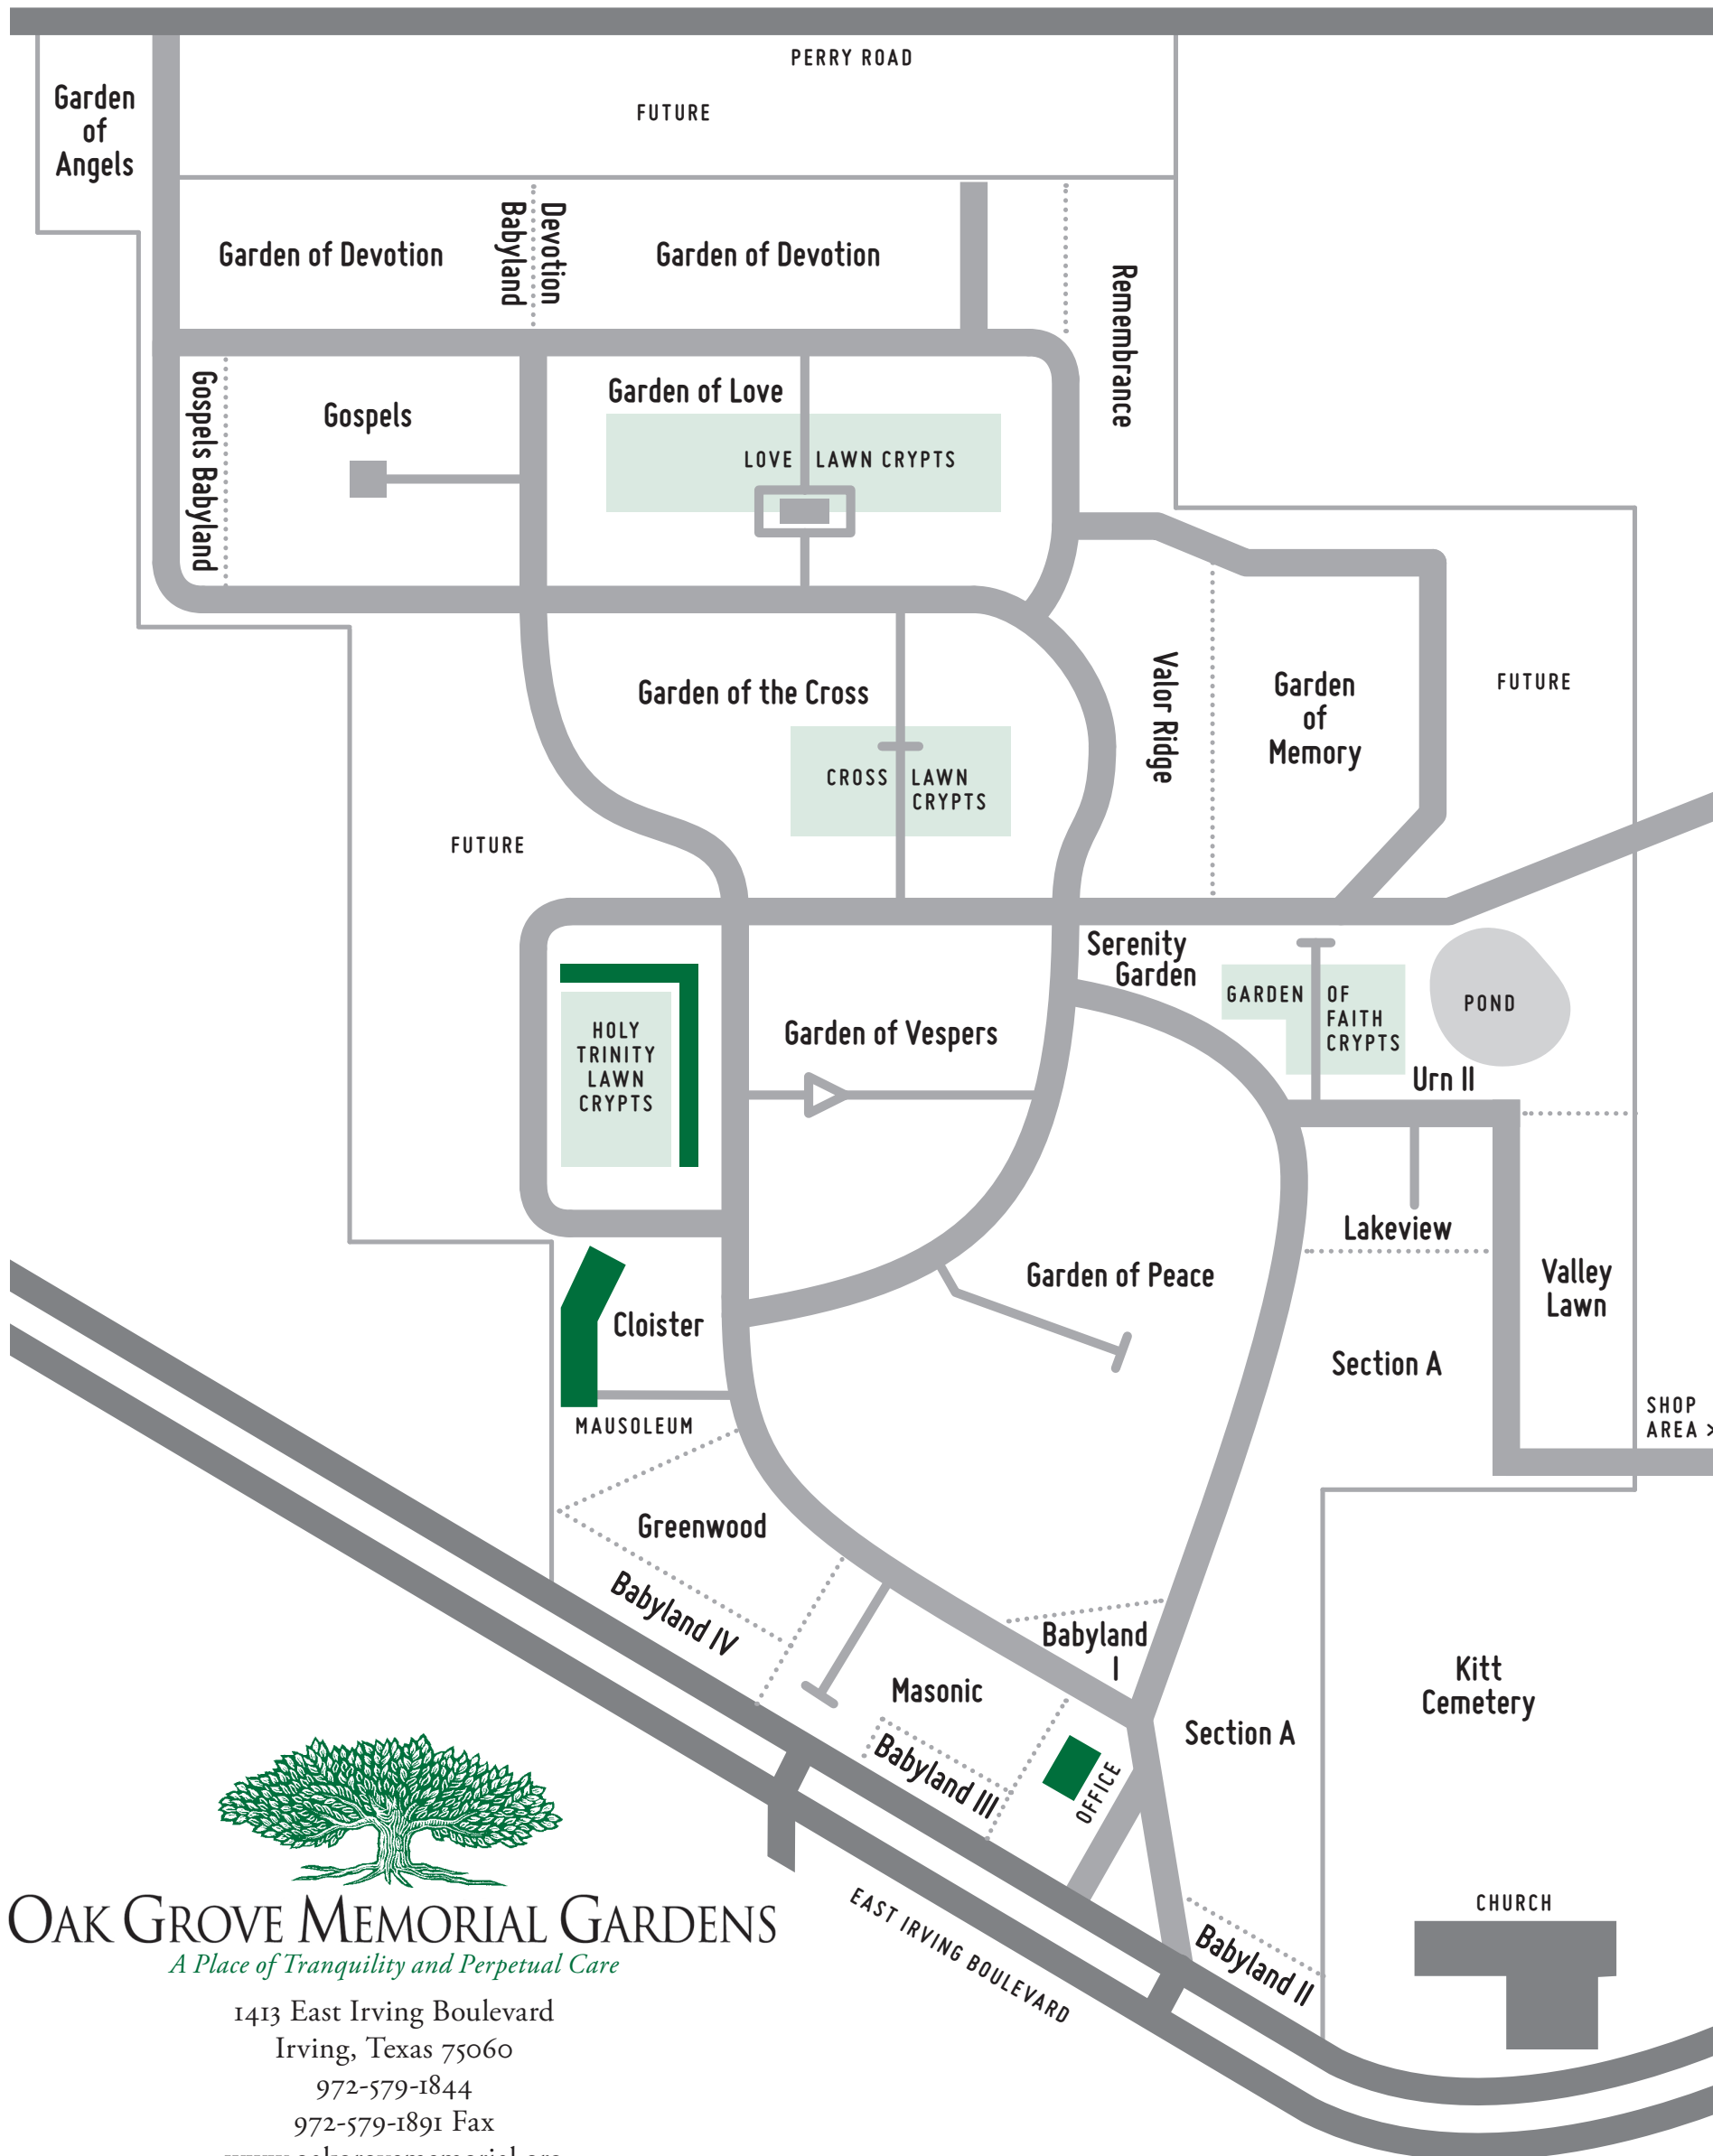 PERRY ROAD
FUTURE
Garden
of
Angels
Garden of Devotion
Devotion
Babyland
Garden of Devotion
Remembrance
Gospels Babyland
Gospels
Garden of Love
LOVE LAWN CRYPTS
Garden of the Cross
CROSS LAWN
CRYPTS
Valor Ridge
Garden
of
Memory
FUTURE
FUTURE
Serenity
Garden
GARDEN OF
FAITH
CRYPTS
POND
Urn II
HOLY
TRINITY
LAWN
CRYPTS
Garden of Vespers
Lakeview
Garden of Peace
Valley
Lawn
Cloister
Section A
SHOP
AREA >
MAUSOLEUM
Greenwood
Babyland IV
Babyland
I
Masonic
Kitt
Cemetery
Section A
Babyland III
OFFICE
CHURCH
Babyland II
EAST IRVING BOULEVARD
OAK GROVE MEMORIAL GARDENS
A Place of Tranquility and Perpetual Care
1413 East Irving Boulevard
Irving, Texas 75060
972-579-1844
972-579-1891 Fax